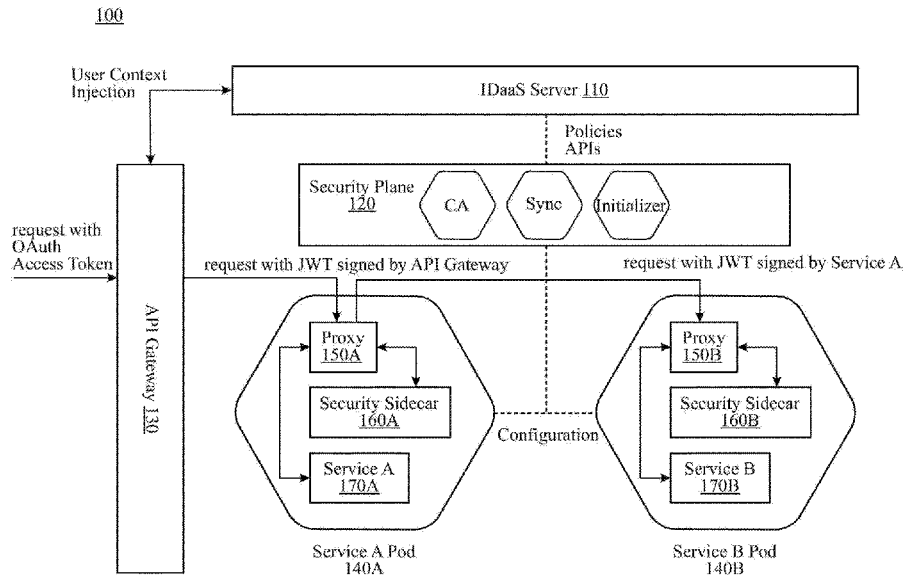 100
User Context
Injection
IDaaS Server 110
Policies
APIs
Security Plane
120
CA
Sync
Initializer
request with
OAuth
Access Token
request with JWT signed by API Gateway
request with JWT signed by Service A
API Gateway 130
Proxy
150A
Security Sidecar
160A
Service A
170A
Configuration
Proxy
150B
Security Sidecar
160B
Service B
170B
Service A Pod
140A
Service B Pod
140B